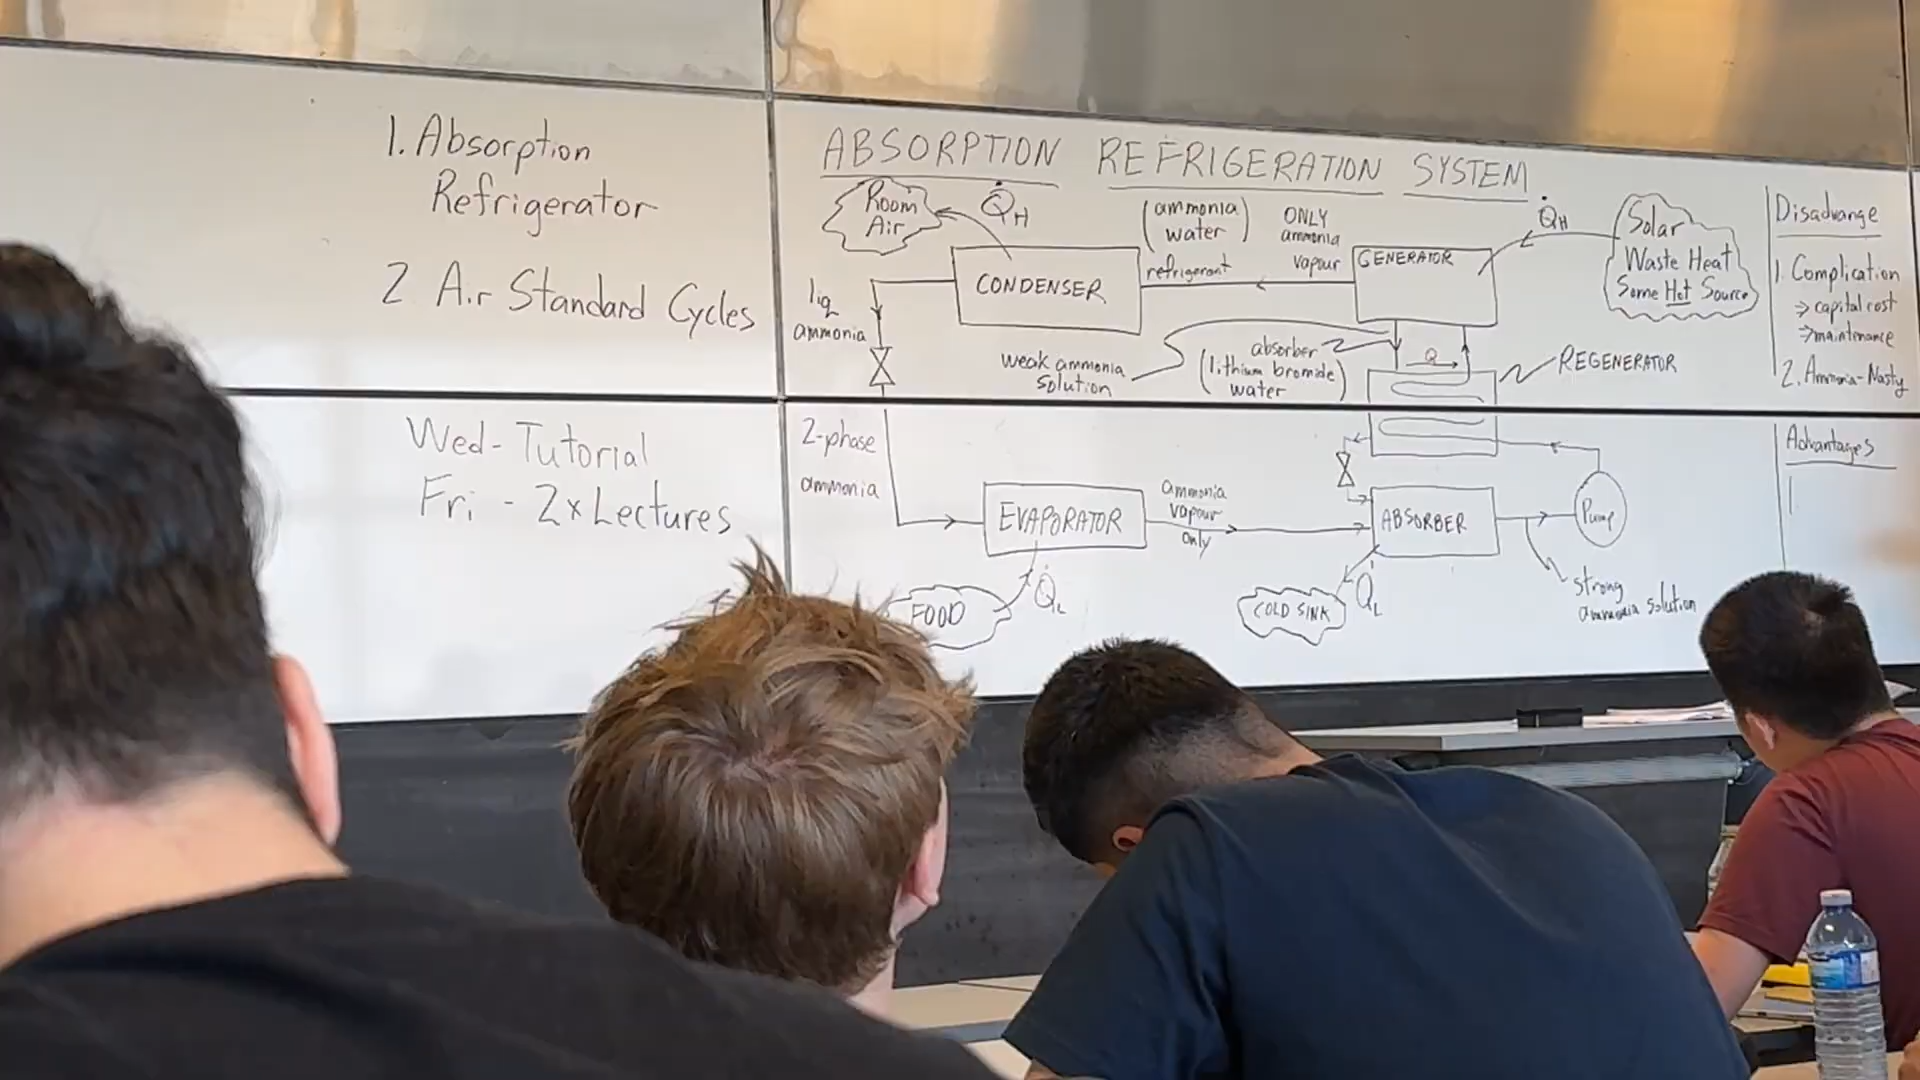 1. Absorption
Refrigerator
2 Air Standard Cycles
Wed - Tutorial
Fri - 2x Lectures
ABSORPTION REFRIGERATION SYSTEM
Room
Air
Q̇H
(ammonia
water)
refrigerant
ONLY
ammonia
vapour
GENERATOR
Q̇H
Solar
Waste Heat
Some Hot Source
CONDENSER
liq
ammonia
weak ammonia
solution
absorber
(lithium bromide
water)
Q
REGENERATOR
2-phase
ammonia
EVAPORATOR
ammonia
vapour
only
ABSORBER
Pump
FOOD
Q̇L
COLD SINK
Q̇L
strong
ammonia solution
Disadvange
1. Complication
⇒ capital cost
⇒ maintenance
2. Ammonia - Nasty
Advantages
1